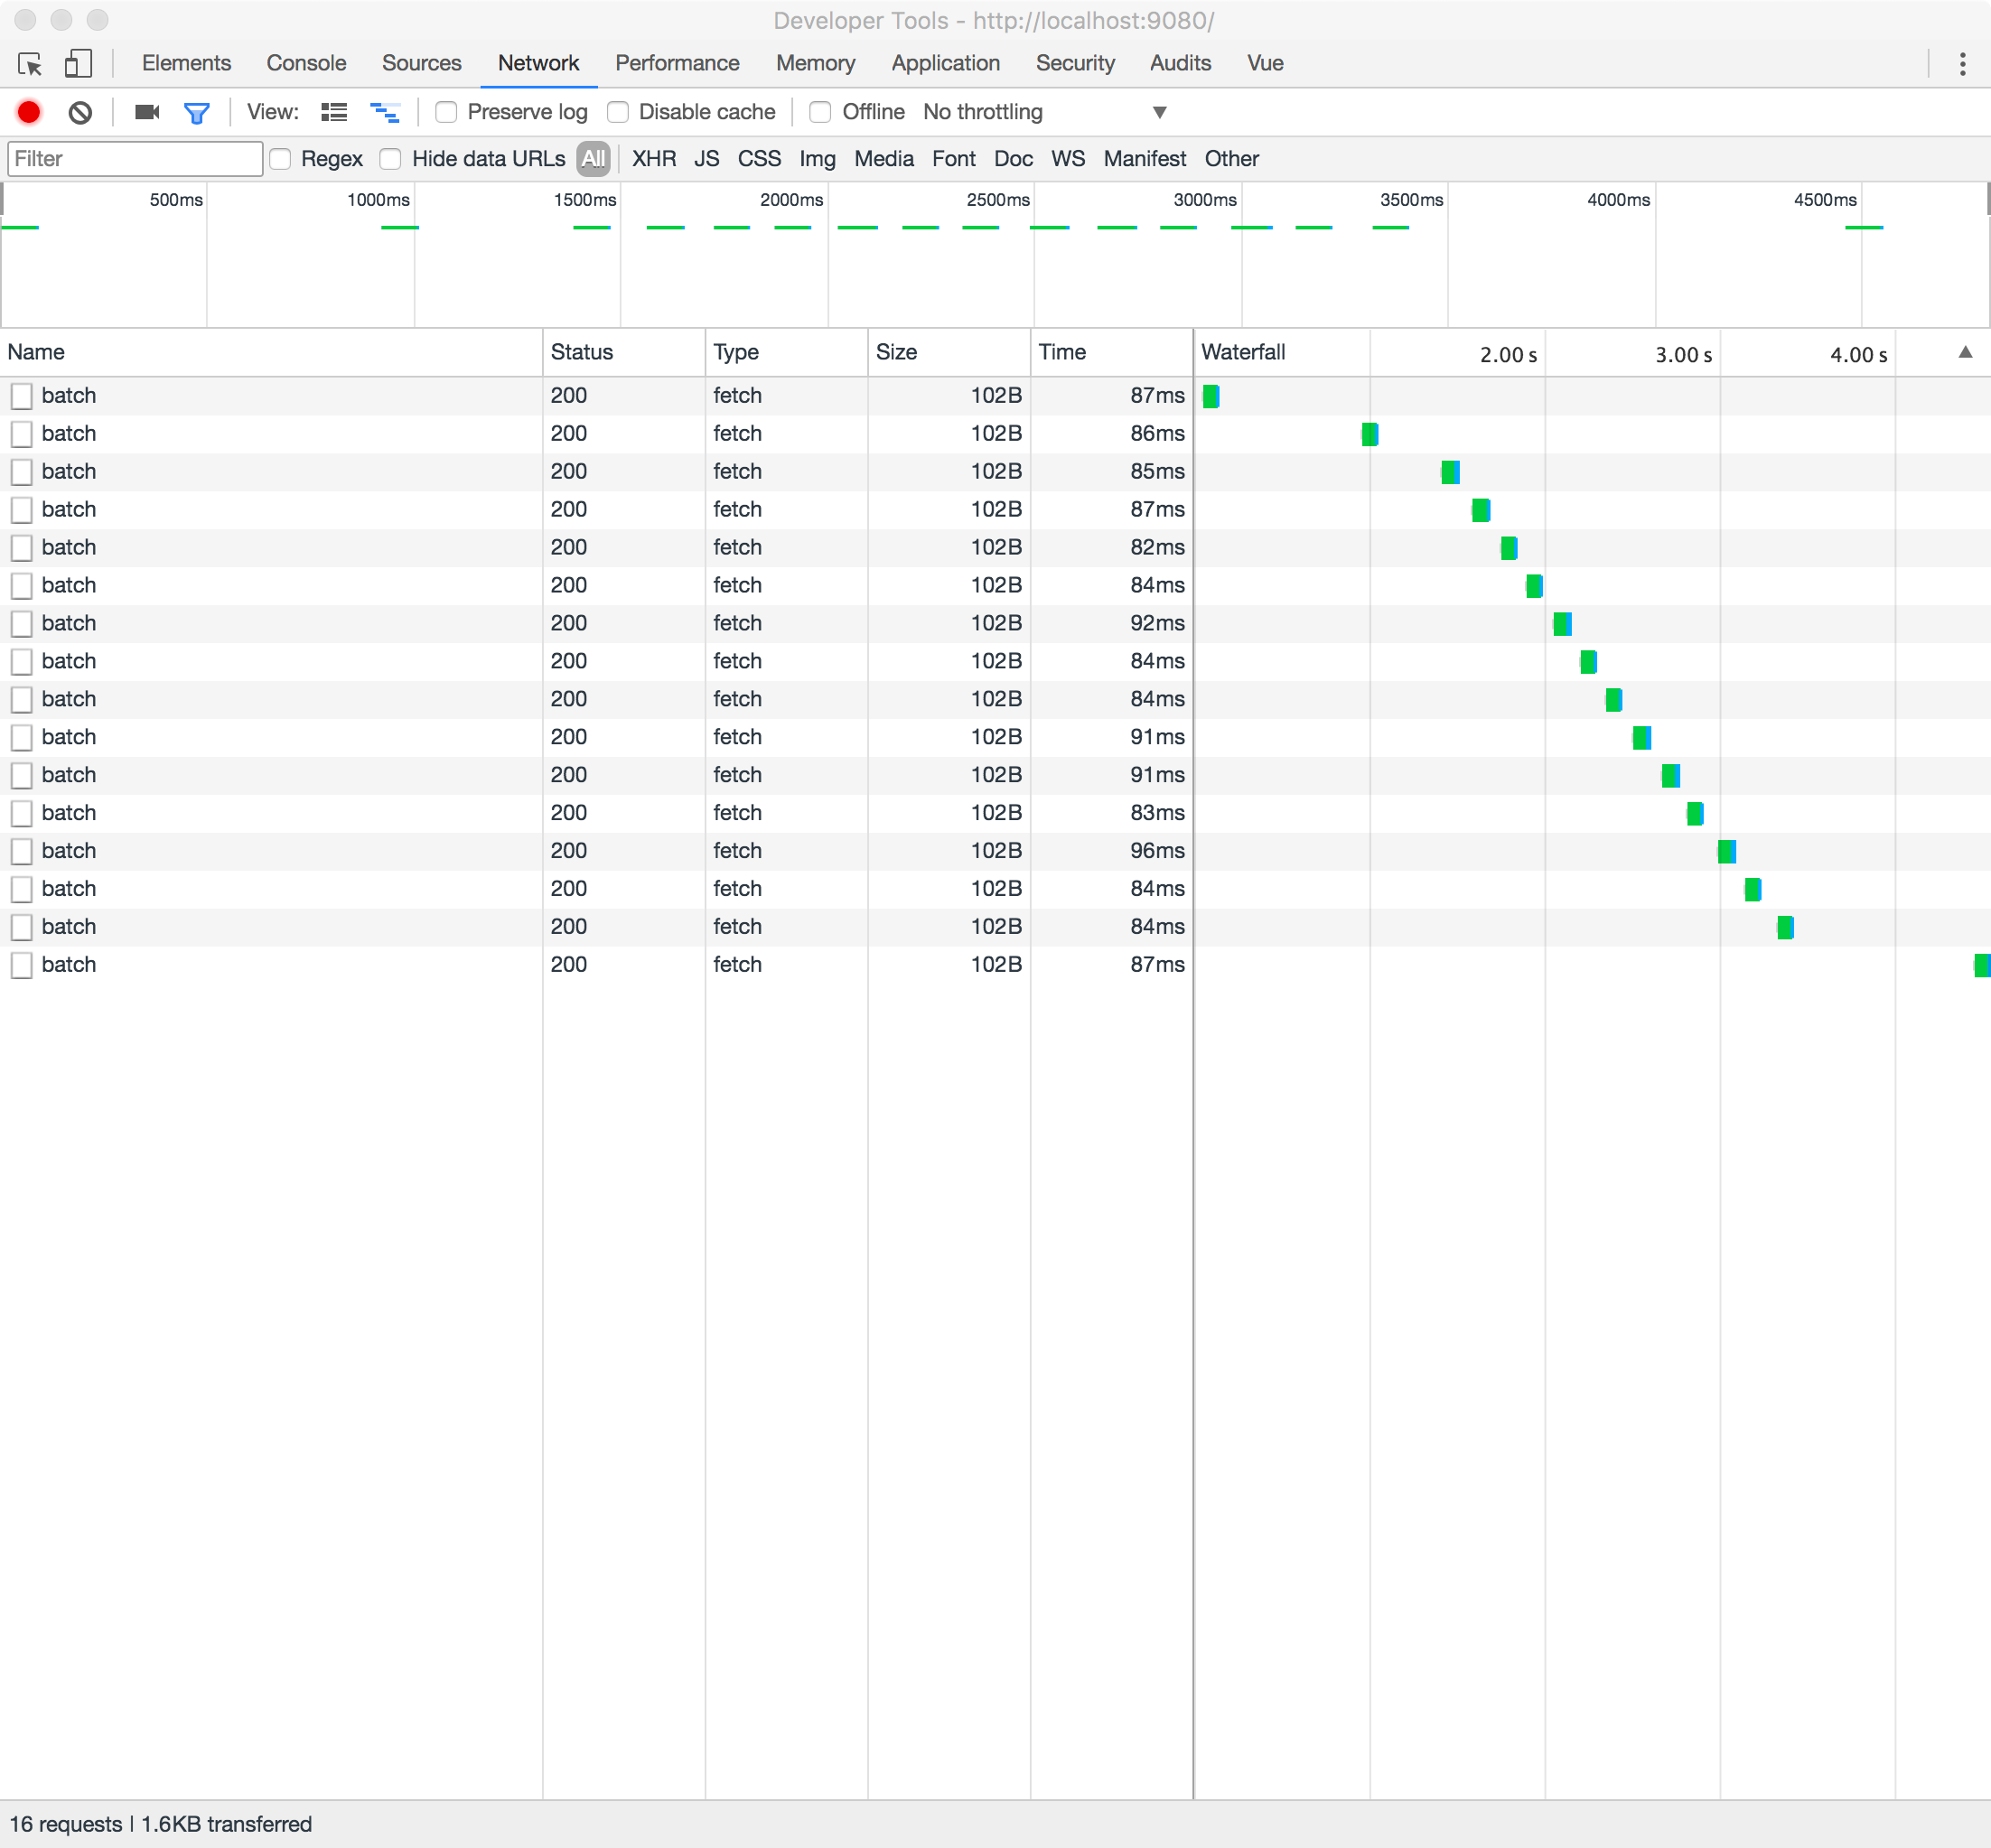 Developer Tools - http://localhost:9080/
Elements Console Sources Network Performance Memory Application Security Audits Vue
View: Preserve log Disable cache Offline No throttling ▼
Filter Regex Hide data URLs All XHR JS CSS Img Media Font Doc WS Manifest Other
500ms 1000ms 1500ms 2000ms 2500ms 3000ms 3500ms 4000ms 4500ms
Name Status Type Size Time Waterfall 2.00 s 3.00 s 4.00 s ▲
batch 200 fetch 102B 87ms
batch 200 fetch 102B 86ms
batch 200 fetch 102B 85ms
batch 200 fetch 102B 87ms
batch 200 fetch 102B 82ms
batch 200 fetch 102B 84ms
batch 200 fetch 102B 92ms
batch 200 fetch 102B 84ms
batch 200 fetch 102B 84ms
batch 200 fetch 102B 91ms
batch 200 fetch 102B 91ms
batch 200 fetch 102B 83ms
batch 200 fetch 102B 96ms
batch 200 fetch 102B 84ms
batch 200 fetch 102B 84ms
batch 200 fetch 102B 87ms
16 requests | 1.6KB transferred